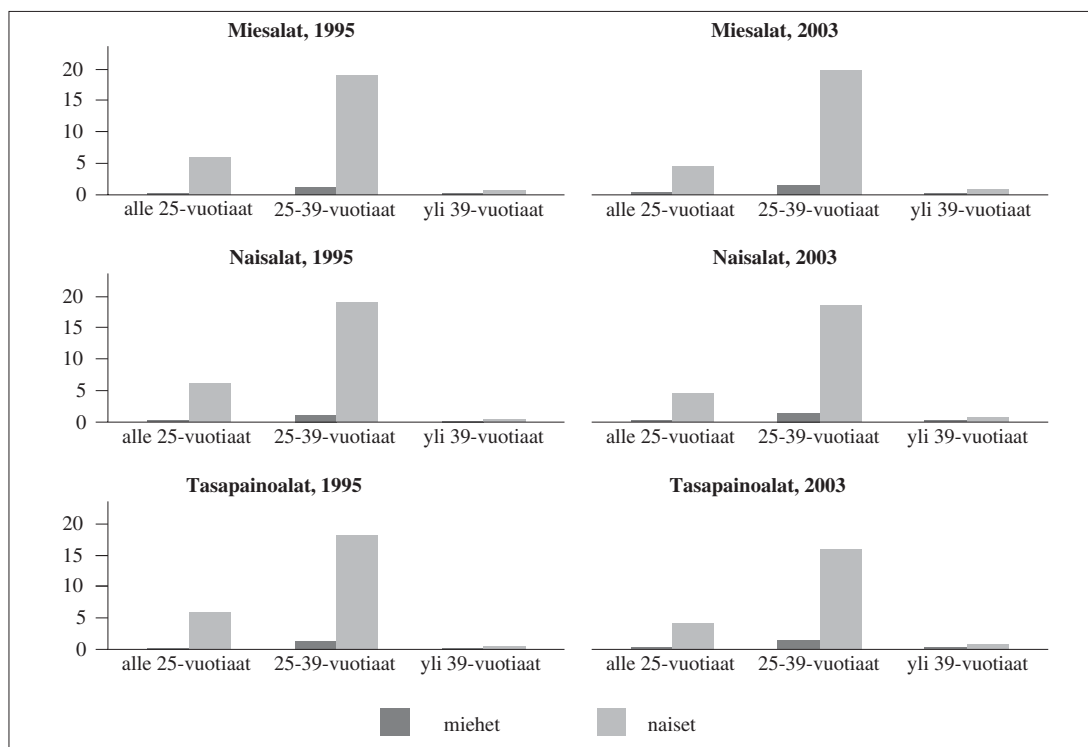 Miesalat, 1995
20
15
10
5
0
alle 25-vuotiaat 25-39-vuotiaat yli 39-vuotiaat
Miesalat, 2003
alle 25-vuotiaat 25-39-vuotiaat yli 39-vuotiaat
Naisalat, 1995
20
15
10
5
0
alle 25-vuotiaat 25-39-vuotiaat yli 39-vuotiaat
Naisalat, 2003
alle 25-vuotiaat 25-39-vuotiaat yli 39-vuotiaat
Tasapainoalat, 1995
20
15
10
5
0
alle 25-vuotiaat 25-39-vuotiaat yli 39-vuotiaat
Tasapainoalat, 2003
alle 25-vuotiaat 25-39-vuotiaat yli 39-vuotiaat
miehet naiset